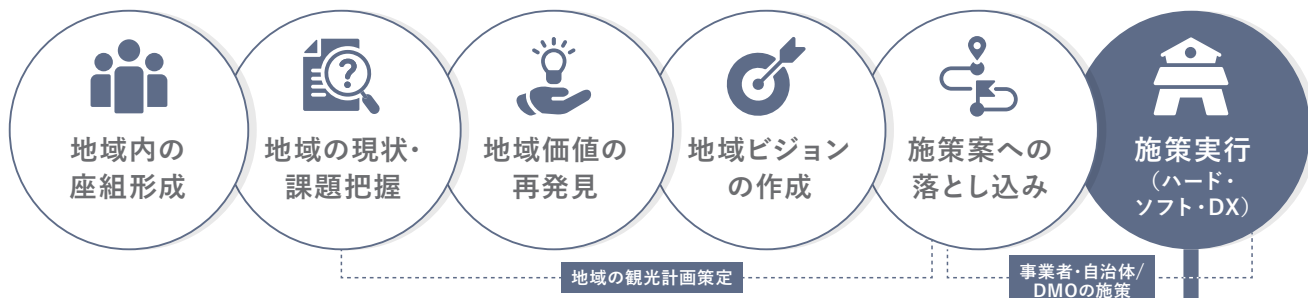 地域内の
座組形成
地域の現状・
課題把握
?
地域価値の
再発見
地域ビジョン
の作成
施策案への
落とし込み
施策実行
(ハード・
ソフト・DX)
地域の観光計画策定
事業者・自治体/
DMOの施策